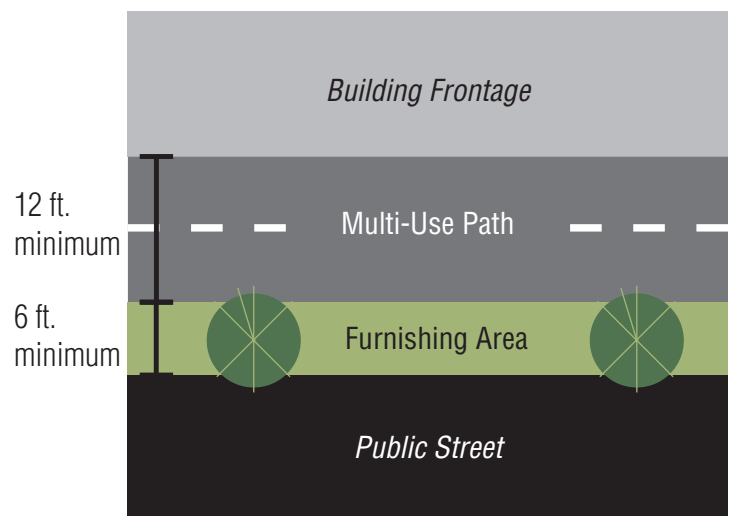 Building Frontage
12 ft.
minimum
Multi-Use Path
6 ft.
minimum
Furnishing Area
Public Street